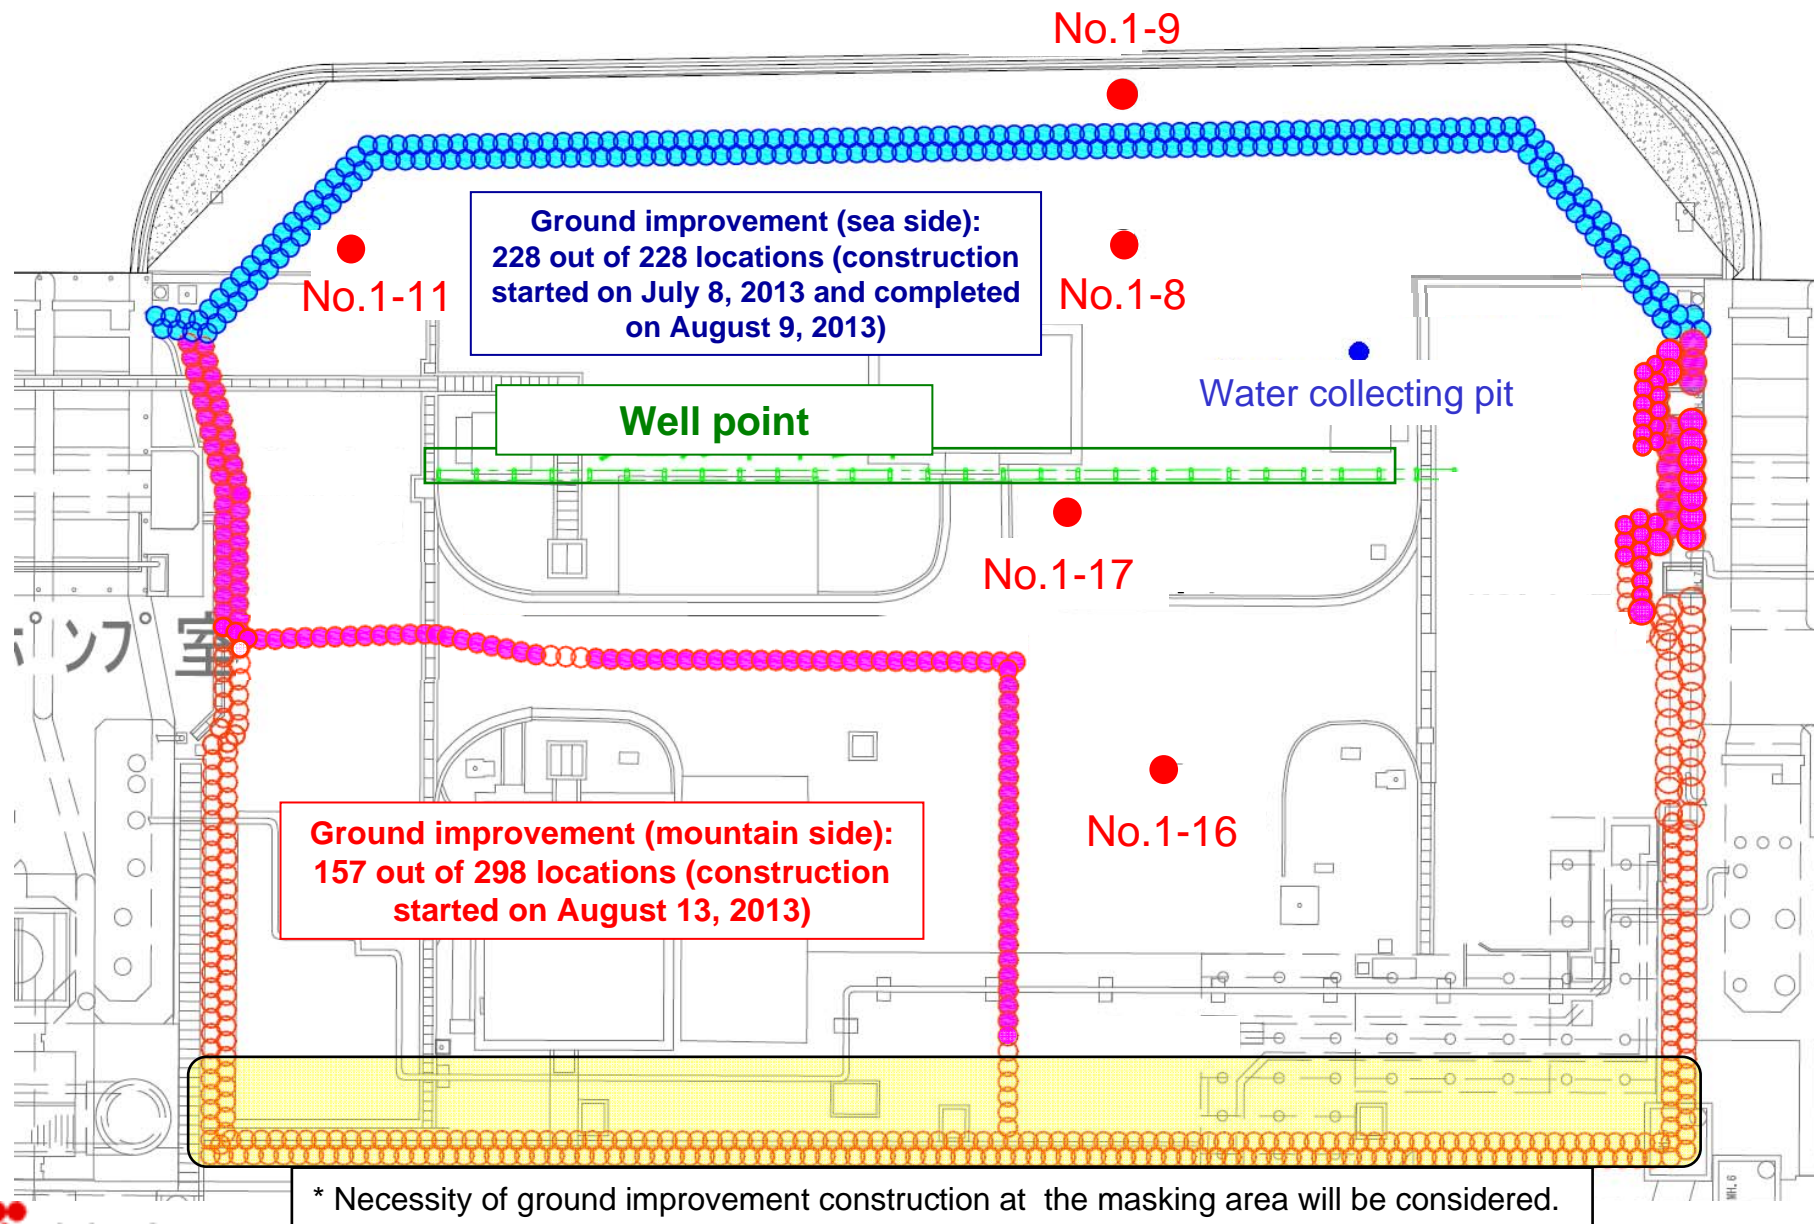 No.1-9
Ground improvement (sea side):
228 out of 228 locations (construction
started on July 8, 2013 and completed
on August 9, 2013)
No.1-11
No.1-8
Water collecting pit
Well point
No.1-17
ポンプ室
No.1-16
Ground improvement (mountain side):
157 out of 298 locations (construction
started on August 13, 2013)
* Necessity of ground improvement construction at the masking area will be considered.
MH.6